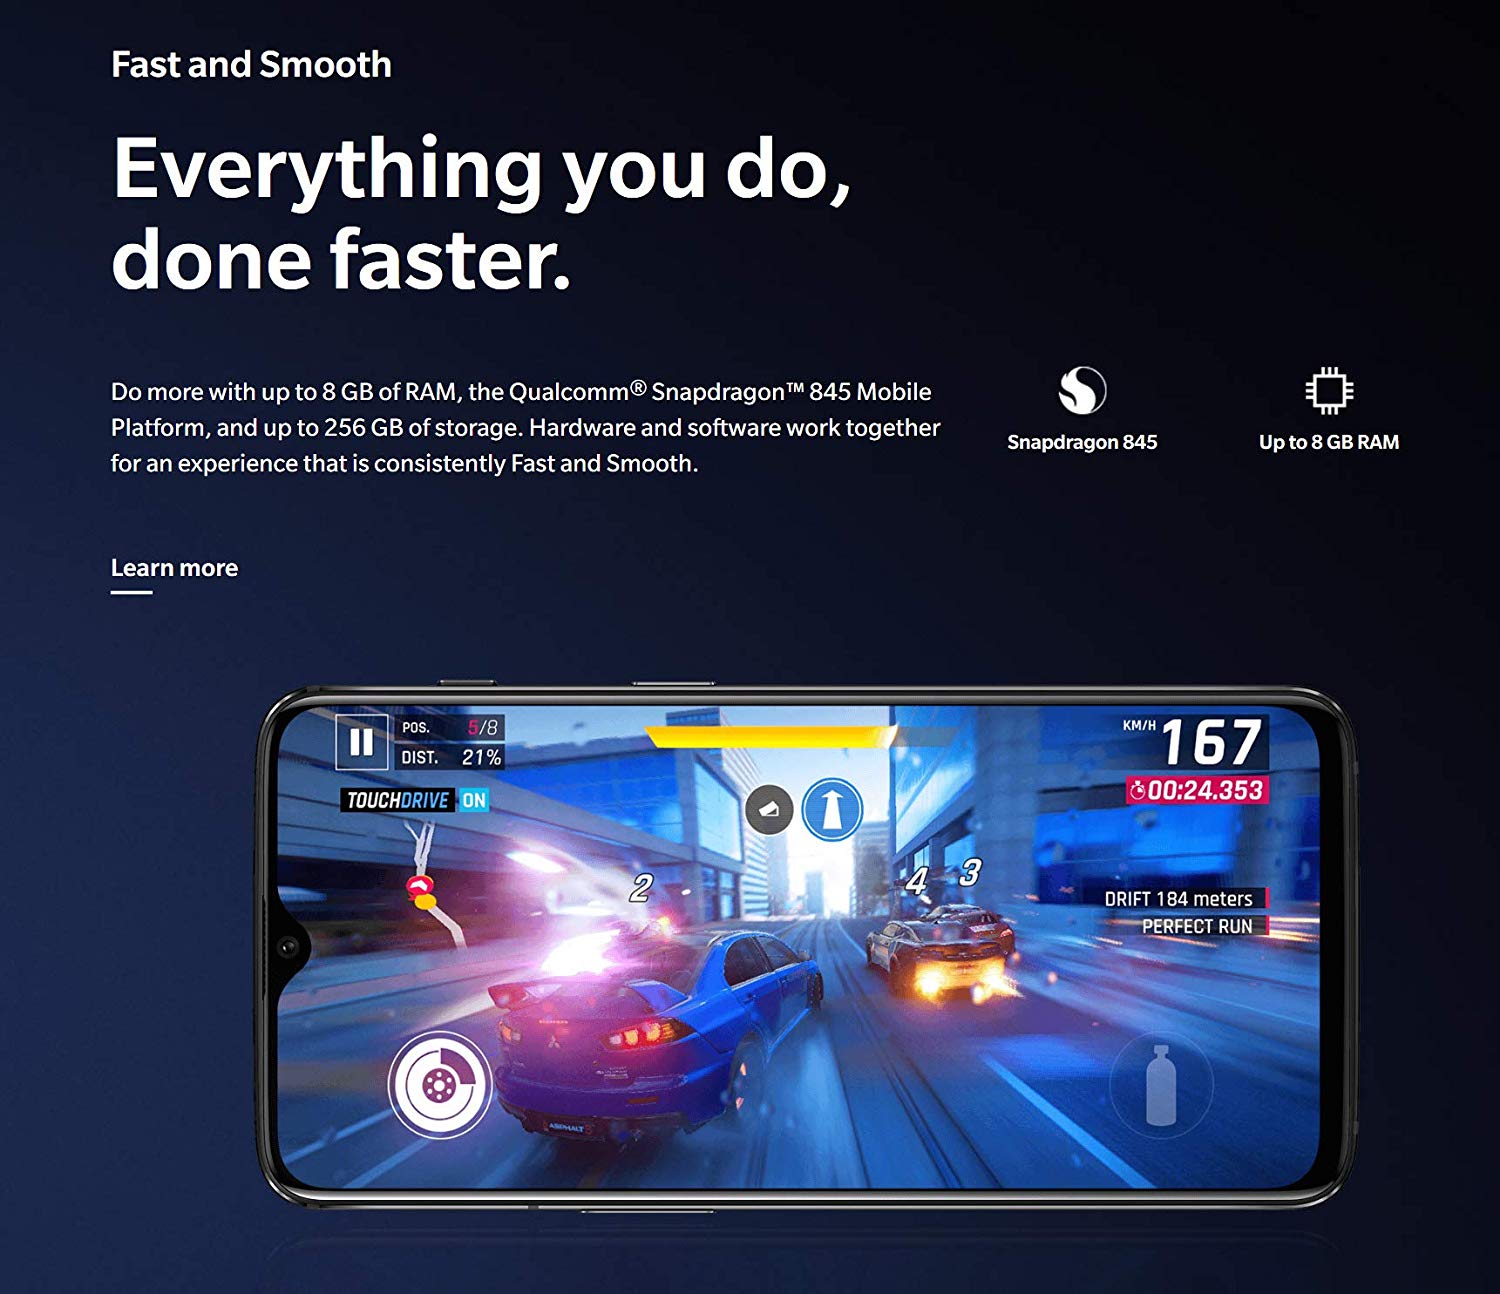 Fast and Smooth
Everything you do,
done faster.
Do more with up to 8 GB of RAM, the Qualcomm® Snapdragon™ 845 Mobile
Platform, and up to 256 GB of storage. Hardware and software work together
for an experience that is consistently Fast and Smooth.
Snapdragon 845
Up to 8 GB RAM
Learn more
POS. 5/8
DIST. 21%
TOUCHDRIVE ON
KM/H 167
00:24.353
2
4
3
DRIFT 184 meters
PERFECT RUN
ASPHALT